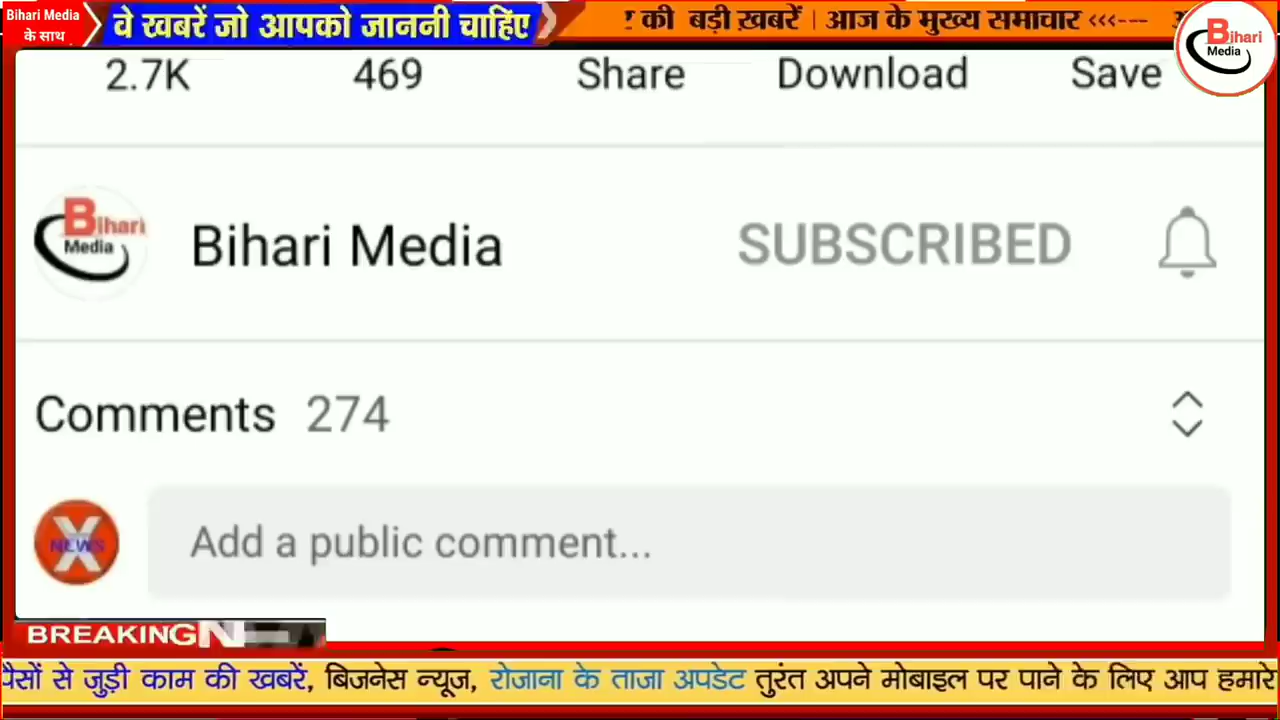 Bihari Media
के साथ
वे खबरें जो आपको जाननी चाहिंए
की बड़ी ख़बरें | आज के मुख्य समाचार <<<---
Bihari
Media
2.7K 469 Share Download Save
Bihari
Media
Bihari Media SUBSCRIBED
Comments 274
NEWS
Add a public comment...
BREAKING N
पैसों से जुड़ी काम की खबरें, बिजनेस न्यूज, रोजाना के ताजा अपडेट तुरंत अपने मोबाइल पर पाने के लिए आप हमारे